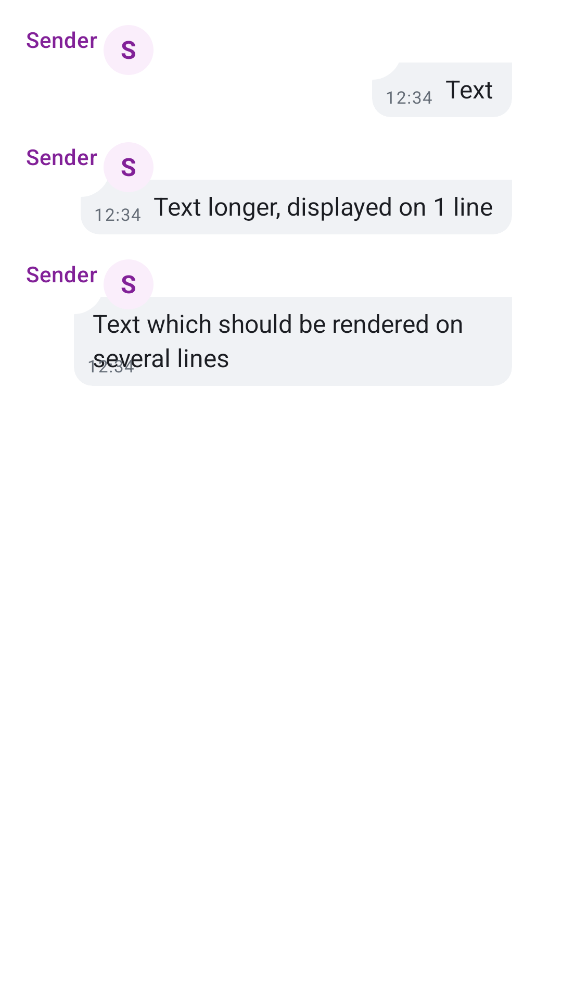 Sender S
12:34 Text
Sender S
12:34 Text longer, displayed on 1 line
Sender S
Text which should be rendered on
several lines
12:34